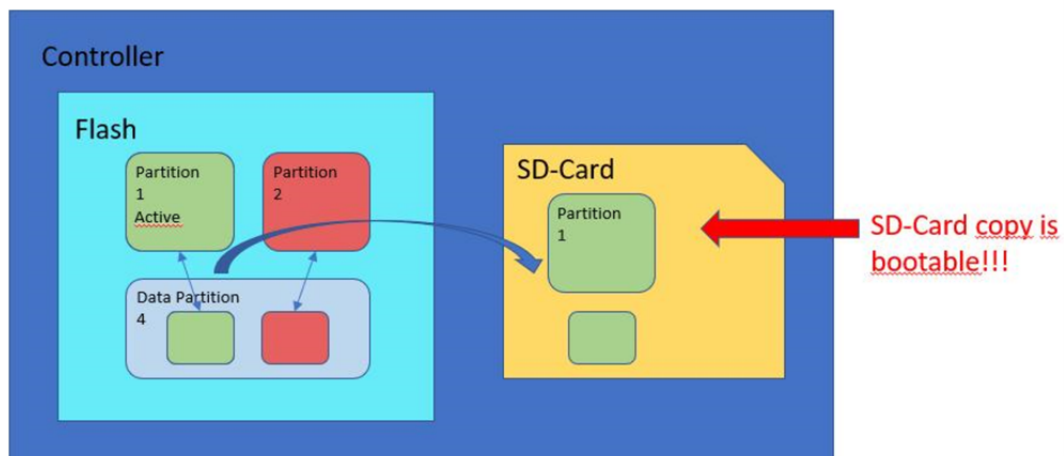 Controller
Flash
Partition
1
Active
Partition
2
Data Partition
4
SD-Card
Partition
1
SD-Card copy is
bootable!!!